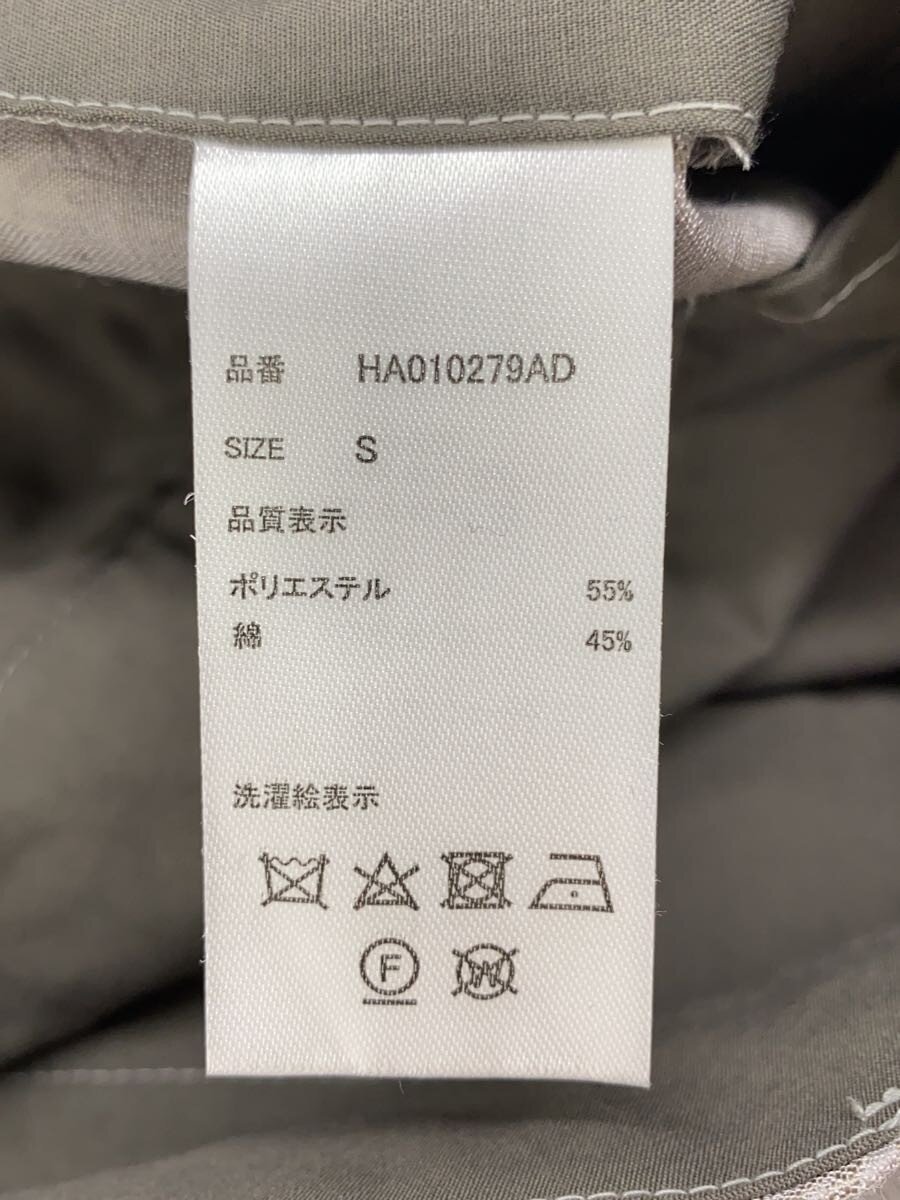 品番 HA010279AD
SIZE S
品質表示
ポリエステル 55%
綿 45%
洗濯絵表示
F W